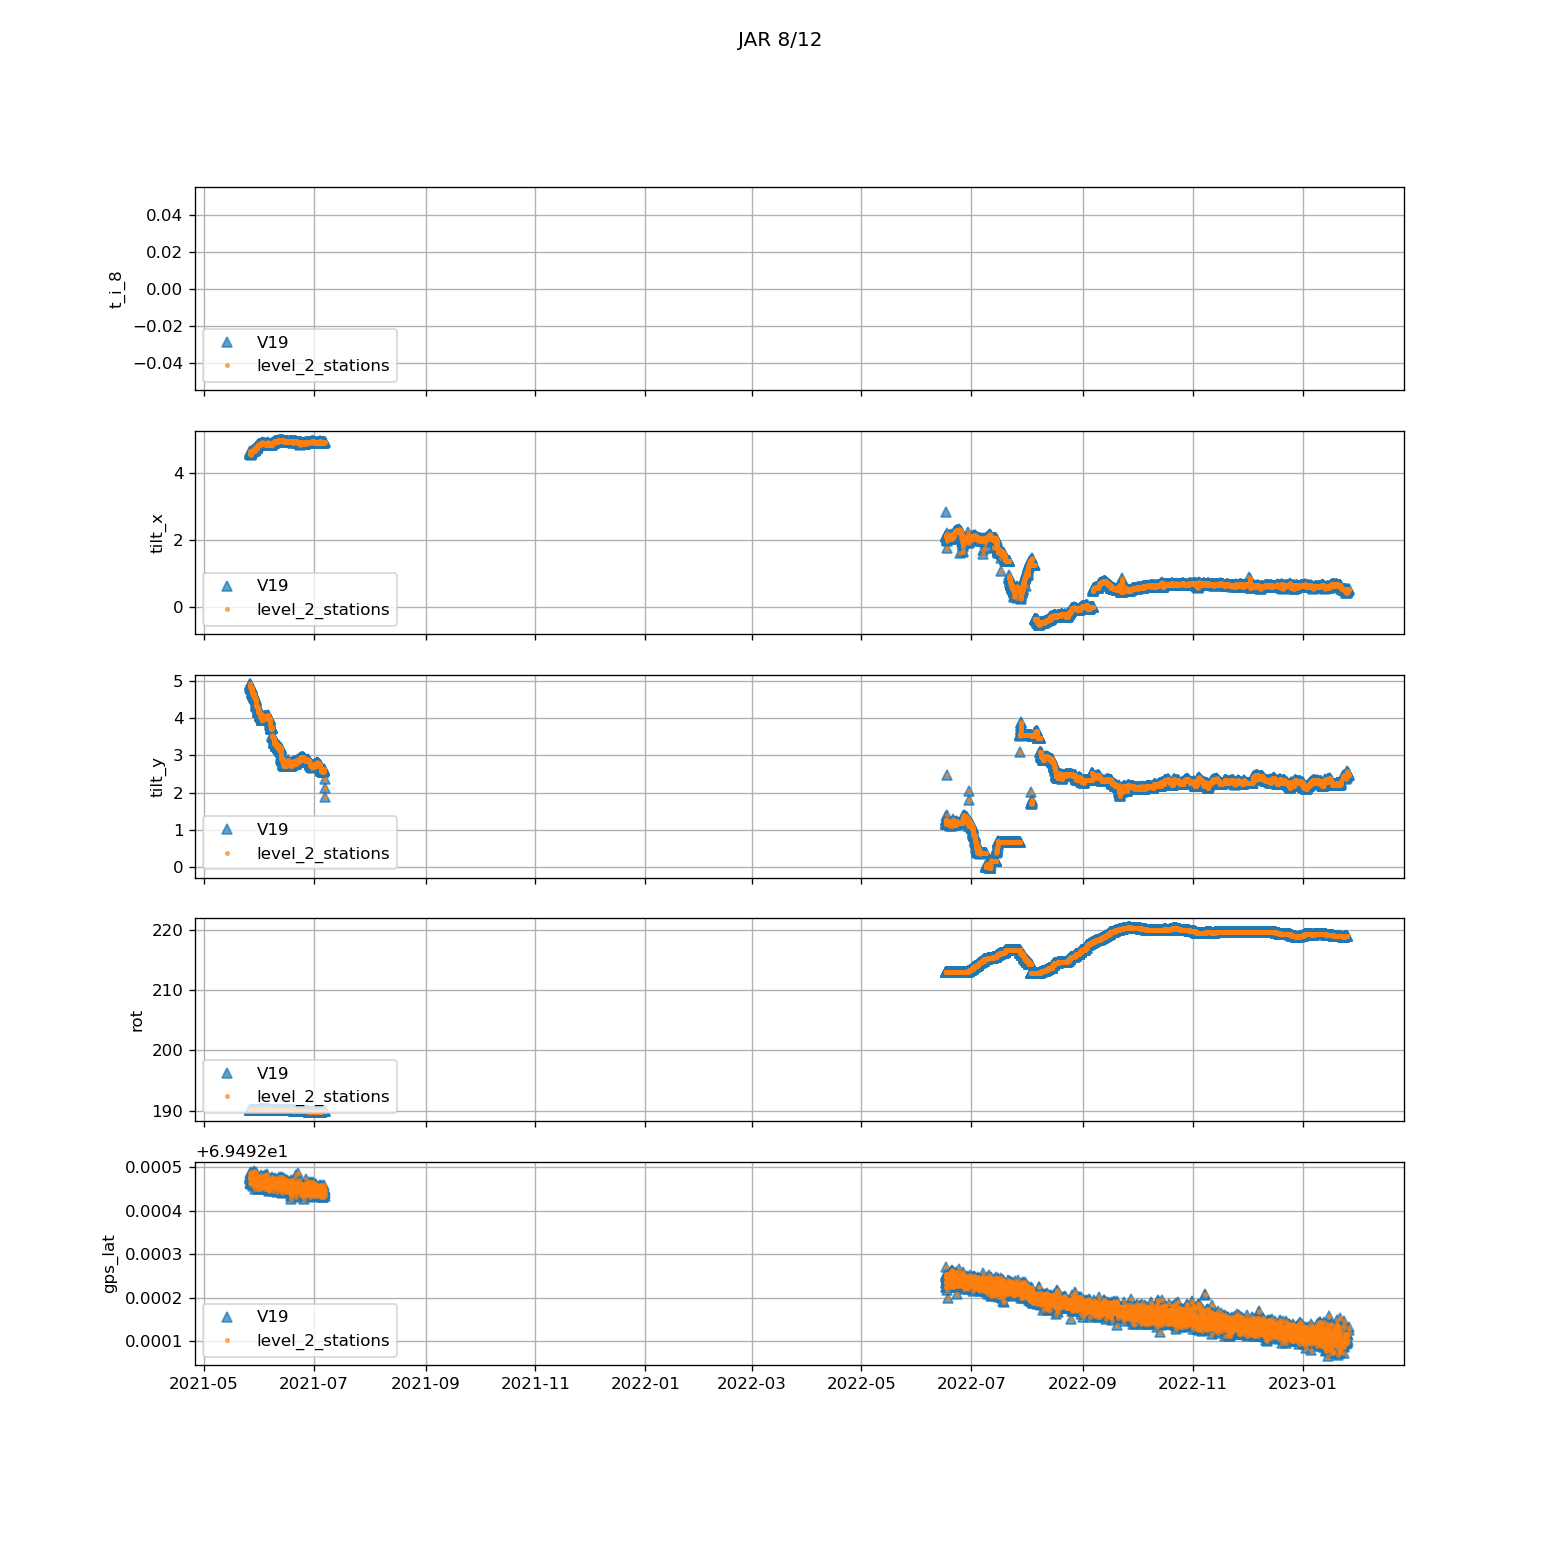 JAR 8/12
0.04
0.02
0.00
−0.02
−0.04
t_i_8
V19
level_2_stations
4
2
0
tilt_x
V19
level_2_stations
5
4
3
2
1
0
tilt_y
V19
level_2_stations
220
210
200
190
rot
V19
level_2_stations
+6.9492e1
0.0005
0.0004
0.0003
0.0002
0.0001
gps_lat
V19
level_2_stations
2021-05 2021-07 2021-09 2021-11 2022-01 2022-03 2022-05 2022-07 2022-09 2022-11 2023-01